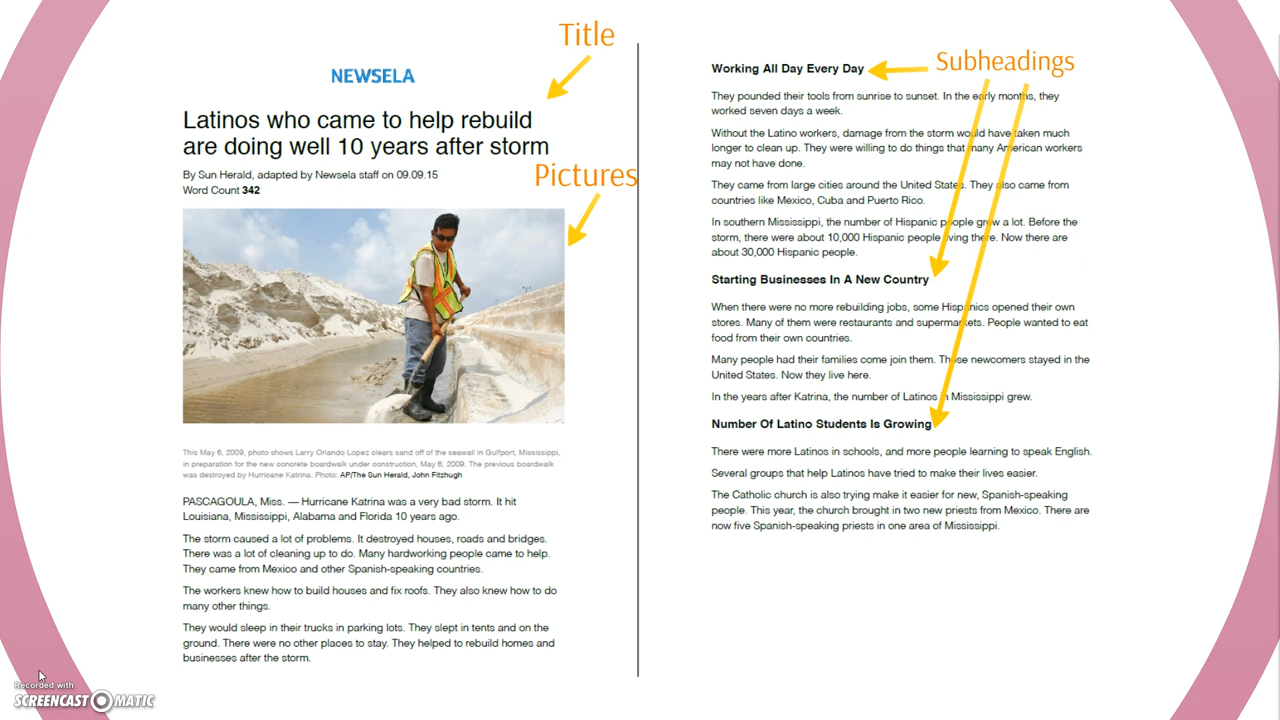 Title
NEWSELA
Latinos who came to help rebuild
are doing well 10 years after storm
By Sun Herald, adapted by Newsela staff on 09.09.15
Word Count 342
Pictures
This May 6, 2009, photo shows Larry Orlando Lopez clears sand off of the seawall in Gulfport, Mississippi,
in preparation for the new concrete boardwalk under construction, May 6, 2009. The previous boardwalk
was destroyed by Hurricane Katrina. Photo: AP/The Sun Herald, John Fitzhugh
PASCAGOULA, Miss. — Hurricane Katrina was a very bad storm. It hit
Louisiana, Mississippi, Alabama and Florida 10 years ago.
The storm caused a lot of problems. It destroyed houses, roads and bridges.
There was a lot of cleaning up to do. Many hardworking people came to help.
They came from Mexico and other Spanish-speaking countries.
The workers knew how to build houses and fix roofs. They also knew how to do
many other things.
They would sleep in their trucks in parking lots. They slept in tents and on the
ground. There were no other places to stay. They helped to rebuild homes and
businesses after the storm.
Subheadings
Working All Day Every Day
They pounded their tools from sunrise to sunset. In the early months, they
worked seven days a week.
Without the Latino workers, damage from the storm would have taken much
longer to clean up. They were willing to do things that many American workers
may not have done.
They came from large cities around the United States. They also came from
countries like Mexico, Cuba and Puerto Rico.
In southern Mississippi, the number of Hispanic people grew a lot. Before the
storm, there were about 10,000 Hispanic people living there. Now there are
about 30,000 Hispanic people.
Starting Businesses In A New Country
When there were no more rebuilding jobs, some Hispanics opened their own
stores. Many of them were restaurants and supermarkets. People wanted to eat
food from their own countries.
Many people had their families come join them. These newcomers stayed in the
United States. Now they live here.
In the years after Katrina, the number of Latinos in Mississippi grew.
Number Of Latino Students Is Growing
There were more Latinos in schools, and more people learning to speak English.
Several groups that help Latinos have tried to make their lives easier.
The Catholic church is also trying make it easier for new, Spanish-speaking
people. This year, the church brought in two new priests from Mexico. There are
now five Spanish-speaking priests in one area of Mississippi.
Recorded with
SCREENCAST MATIC